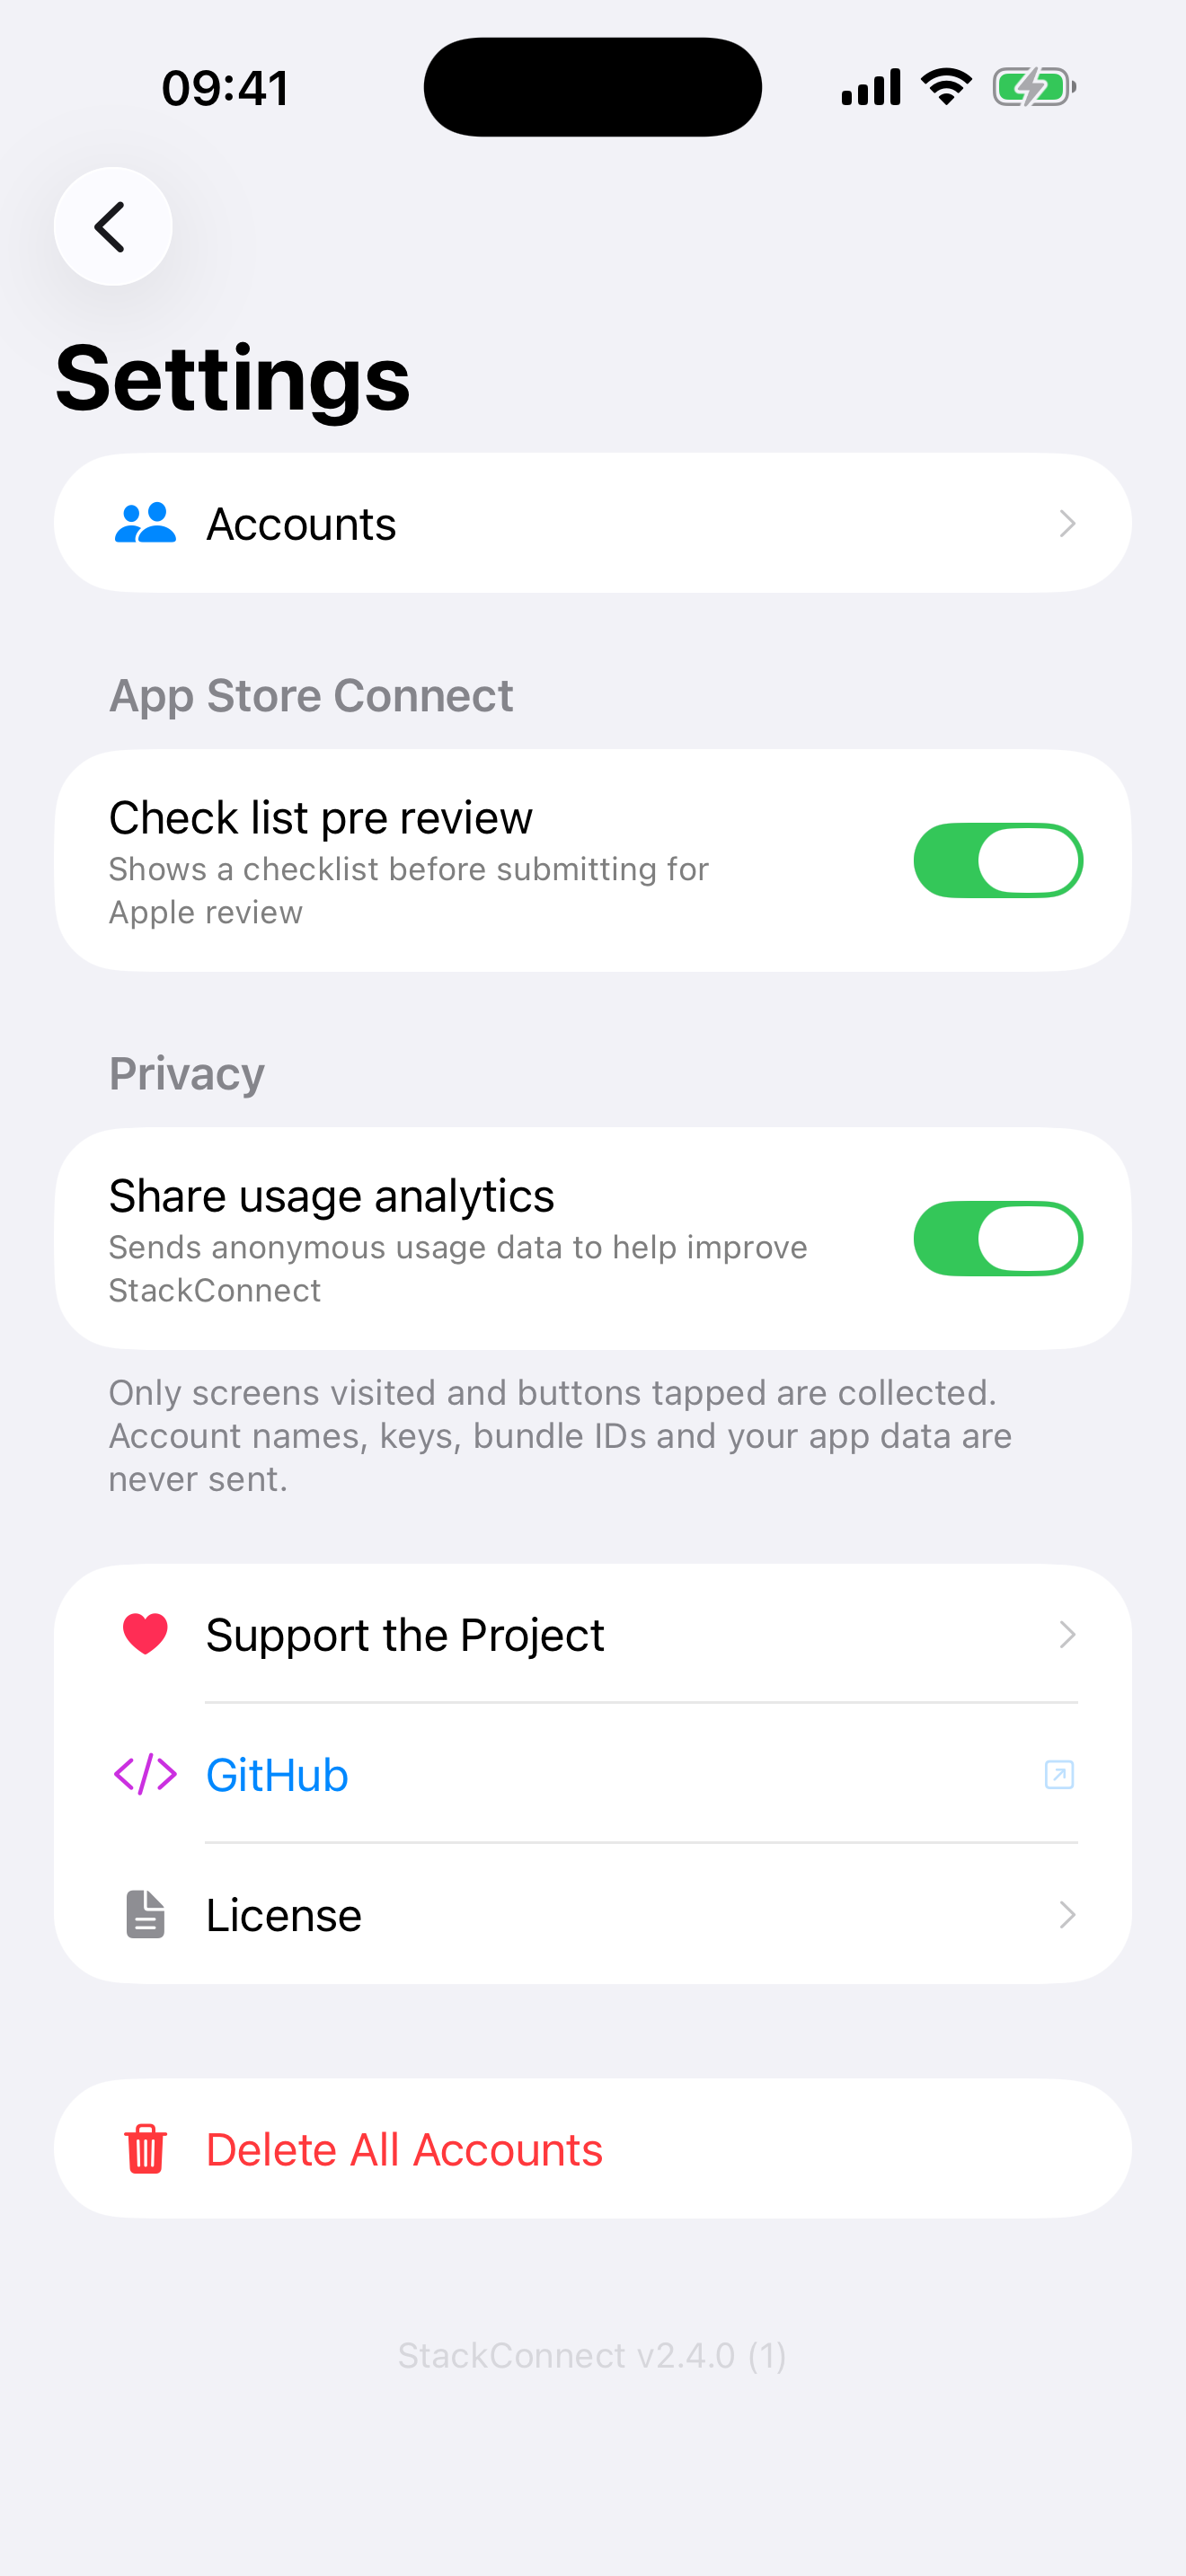 09:41
Settings
Accounts
App Store Connect
Check list pre review
Shows a checklist before submitting for
Apple review
Privacy
Share usage analytics
Sends anonymous usage data to help improve
StackConnect
Only screens visited and buttons tapped are collected.
Account names, keys, bundle IDs and your app data are
never sent.
Support the Project
GitHub
License
Delete All Accounts
StackConnect v2.4.0 (1)